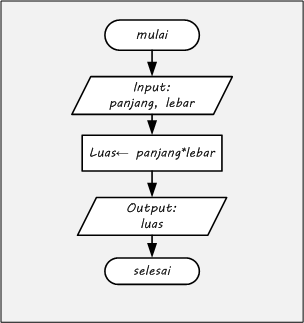 mulai
Input:
panjang, lebar
Luas← panjang*lebar
Output:
luas
selesai